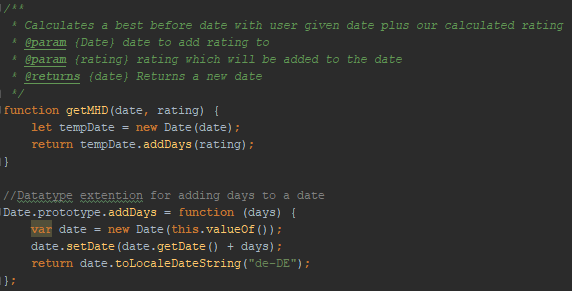 /**
 * Calculates a best before date with user given date plus our calculated rating
 * @param {Date} date to add rating to
 * @param {rating} rating which will be added to the date
 * @returns {date} Returns a new date
 */
function getMHD(date, rating) {
    let tempDate = new Date(date);
    return tempDate.addDays(rating);
}

//Datatype extention for adding days to a date
Date.prototype.addDays = function (days) {
    var date = new Date(this.valueOf());
    date.setDate(date.getDate() + days);
    return date.toLocaleDateString("de-DE");
};